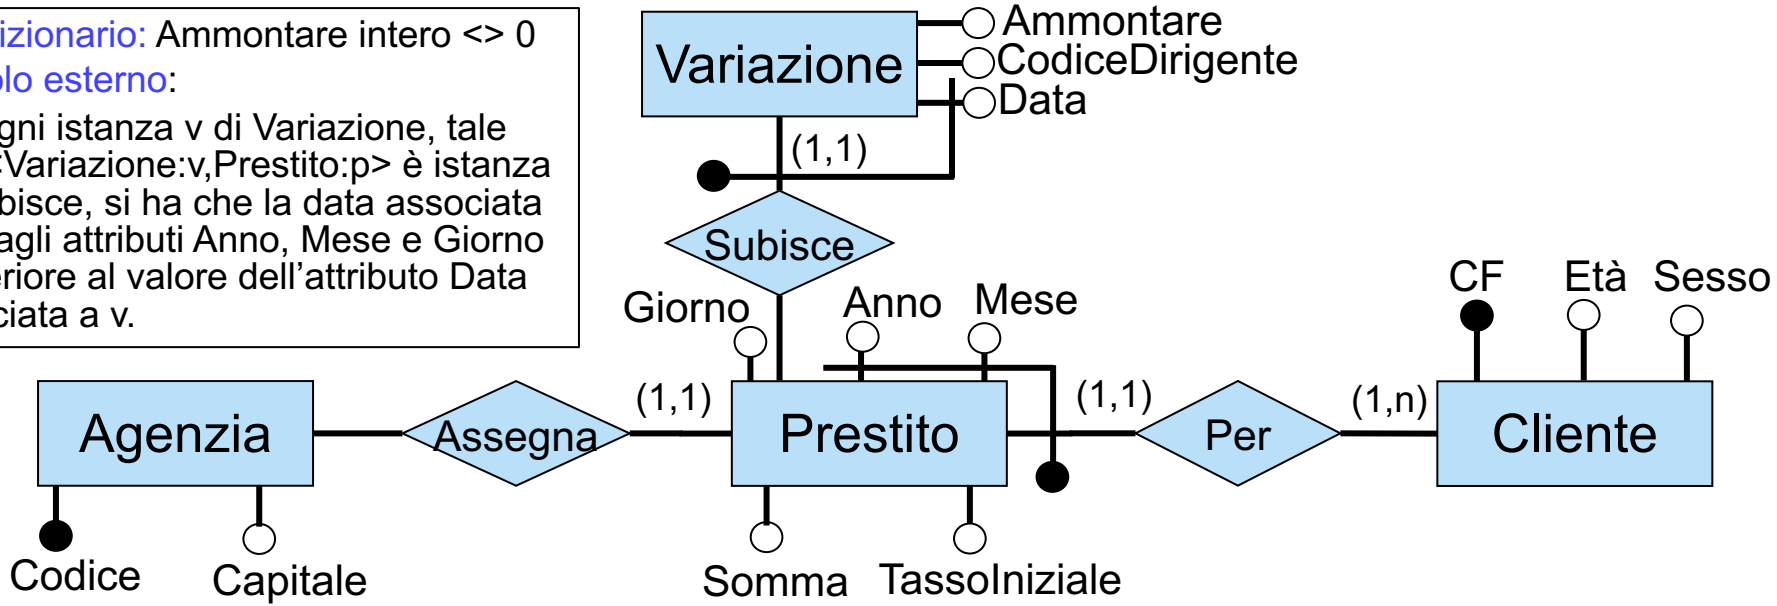 izionario: Ammontare intero <> 0
olo esterno:
gni istanza v di Variazione, tale
<Variazione:v,Prestito:p> è istanza
bisce, si ha che la data associata
agli attributi Anno, Mese e Giorno
eriore al valore dell'attributo Data
ciata a v.
Variazione
Ammontare
CodiceDirigente
Data
(1,1)
Subisce
Giorno
Anno
Mese
CF
Età
Sesso
Agenzia
Assegna
(1,1)
Prestito
(1,1)
Per
(1,n)
Cliente
Codice
Capitale
Somma
TassoIniziale